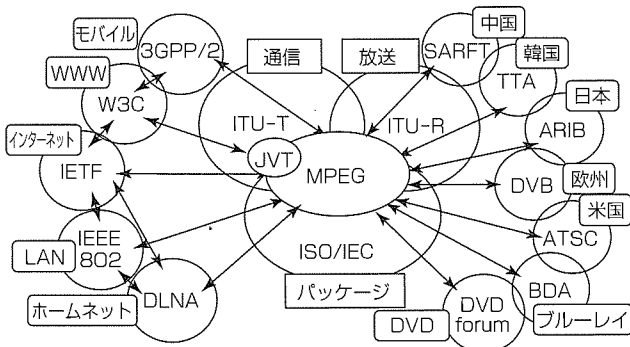 モバイル
3GPP/2
通信
放送
中国
SARFT
韓国
TTA
WWW
W3C
ITU-T
ITU-R
日本
ARIB
インターネット
IETF
JVT
MPEG
DVB
欧州
米国
IEEE
802
LAN
ISO/IEC
ATSC
DLNA
ホームネット
パッケージ
BDA
ブルーレイ
DVD
DVD
forum